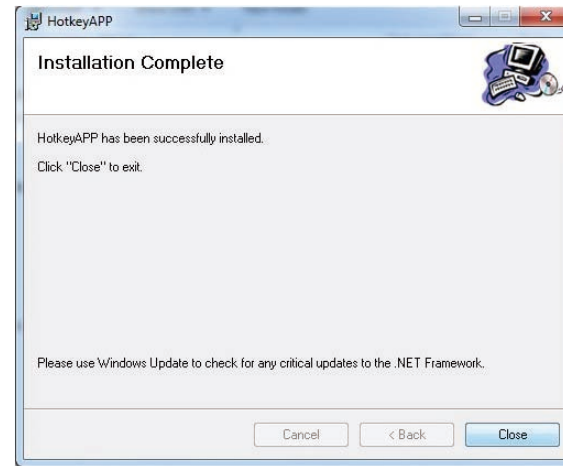 HotkeyAPP
Installation Complete
HotkeyAPP has been successfully installed.
Click "Close" to exit.
Please use Windows Update to check for any critical updates to the .NET Framework.
Cancel
< Back
Close